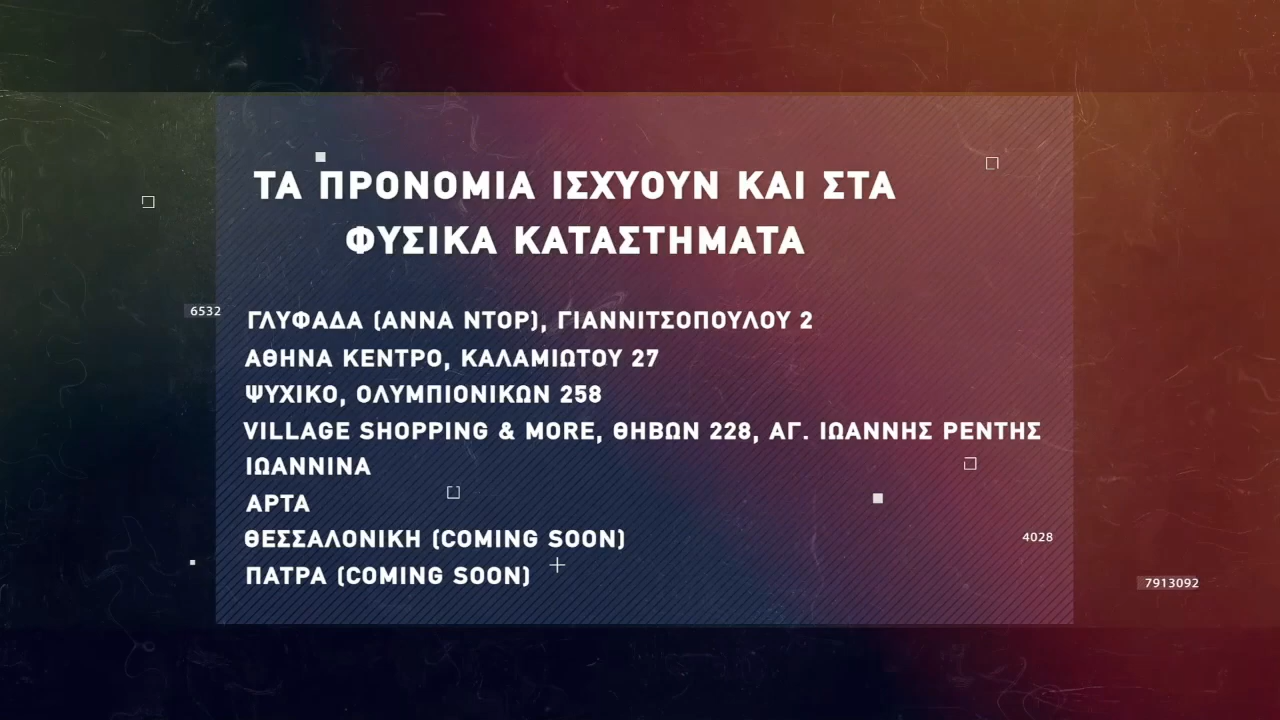 ΤΑ ΠΡΟΝΟΜΙΑ ΙΣΧΥΟΥΝ ΚΑΙ ΣΤΑ
ΦΥΣΙΚΑ ΚΑΤΑΣΤΗΜΑΤΑ
6532
ΓΛΥΦΑΔΑ (ΑΝΝΑ ΝΤΟΡ), ΓΙΑΝΝΙΤΣΟΠΟΥΛΟΥ 2
ΑΘΗΝΑ ΚΕΝΤΡΟ, ΚΑΛΑΜΙΩΤΟΥ 27
ΨΥΧΙΚΟ, ΟΛΥΜΠΙΟΝΙΚΩΝ 258
VILLAGE SHOPPING & MORE, ΘΗΒΩΝ 228, ΑΓ. ΙΩΑΝΝΗΣ ΡΕΝΤΗΣ
ΙΩΑΝΝΙΝΑ
ΑΡΤΑ
ΘΕΣΣΑΛΟΝΙΚΗ (COMING SOON)
4028
ΠΑΤΡΑ (COMING SOON)
7913092